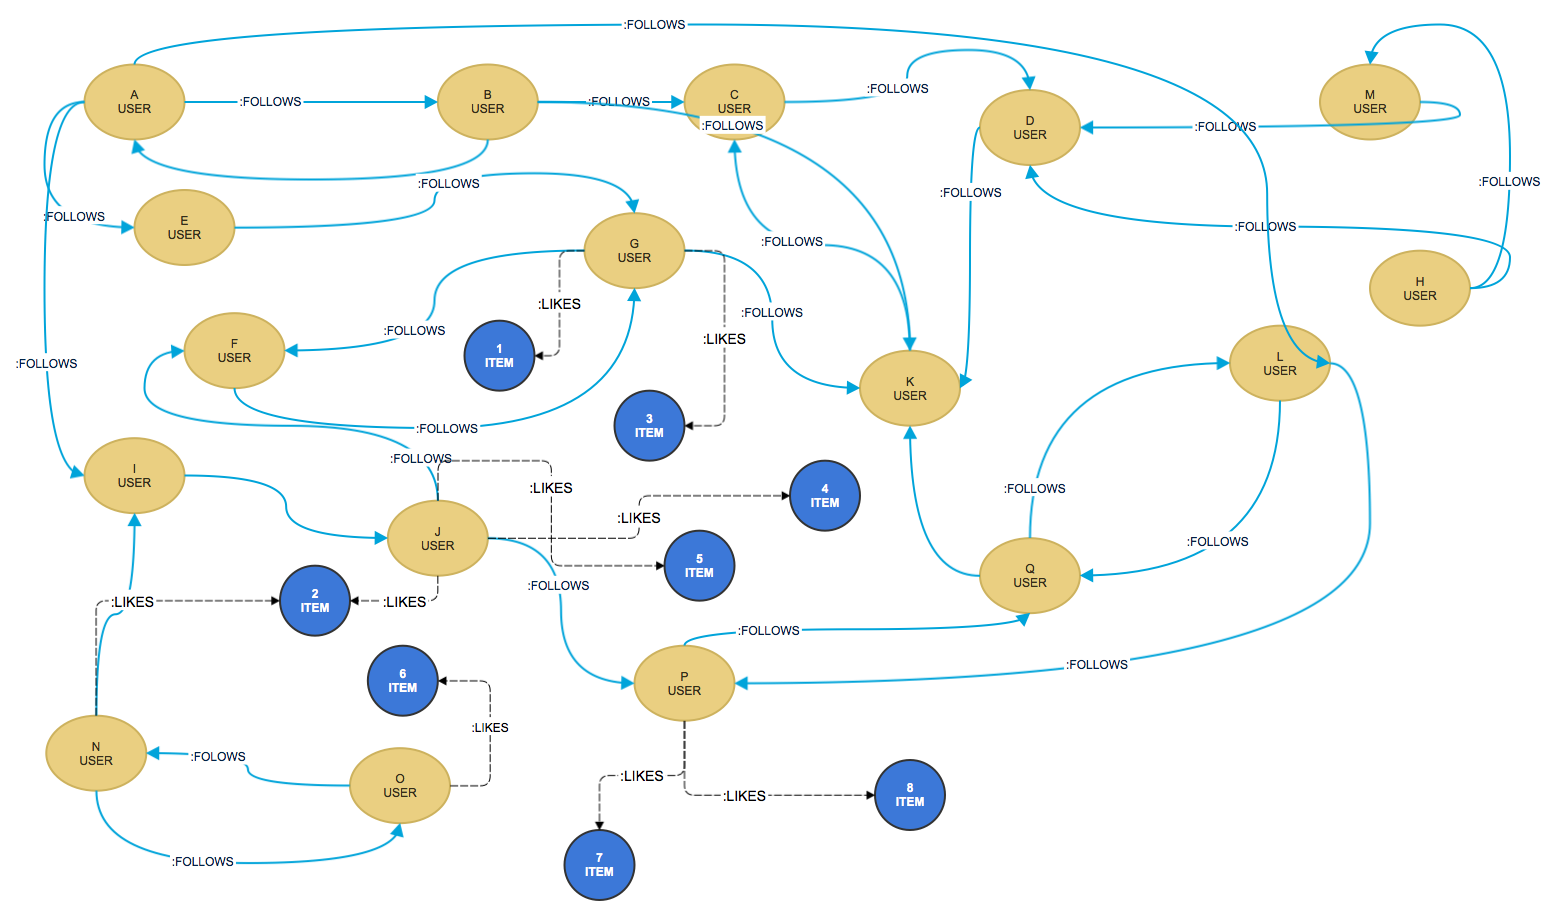 :FOLLOWS
A
USER
:FOLLOWS
B
USER
:FOLLOWS
C
USER
:FOLLOWS
:FOLLOWS
D
USER
:FOLLOWS
M
USER
:FOLLOWS
:FOLLOWS
:FOLLOWS
:FOLLOWS
E
USER
:FOLLOWS
:FOLLOWS
G
USER
:FOLLOWS
H
USER
:LIKES
:FOLLOWS
:FOLLOWS
:LIKES
F
USER
1
ITEM
:FOLLOWS
K
USER
L
USER
3
ITEM
:FOLLOWS
:FOLLOWS
I
USER
:LIKES
4
ITEM
:FOLLOWS
:LIKES
J
USER
:FOLLOWS
5
ITEM
Q
USER
:FOLLOWS
:LIKES
2
ITEM
:LIKES
:FOLLOWS
:FOLLOWS
6
ITEM
P
USER
:LIKES
N
USER
:FOLOWS
O
USER
:LIKES
:LIKES
8
ITEM
:FOLLOWS
7
ITEM